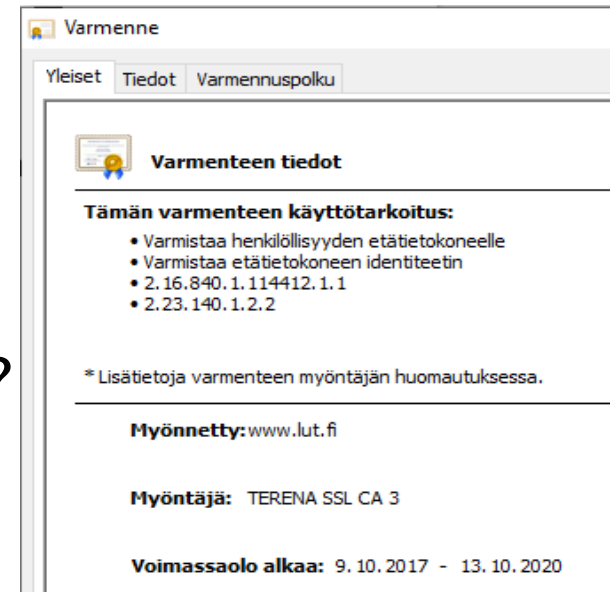 Varmenne
Yleiset Tiedot Varmennuspolku
Varmenteen tiedot
Tämän varmenteen käyttötarkoitus:
• Varmistaa henkilöllisyyden etätietokoneelle
• Varmistaa etätietokoneen identiteetin
• 2.16.840.1.114412.1.1
• 2.23.140.1.2.2
?
* Lisätietoja varmenteen myöntäjän huomautuksessa.
Myönnetty: www.lut.fi
Myöntäjä: TERENA SSL CA 3
Voimassaolo alkaa: 9.10.2017 - 13.10.2020